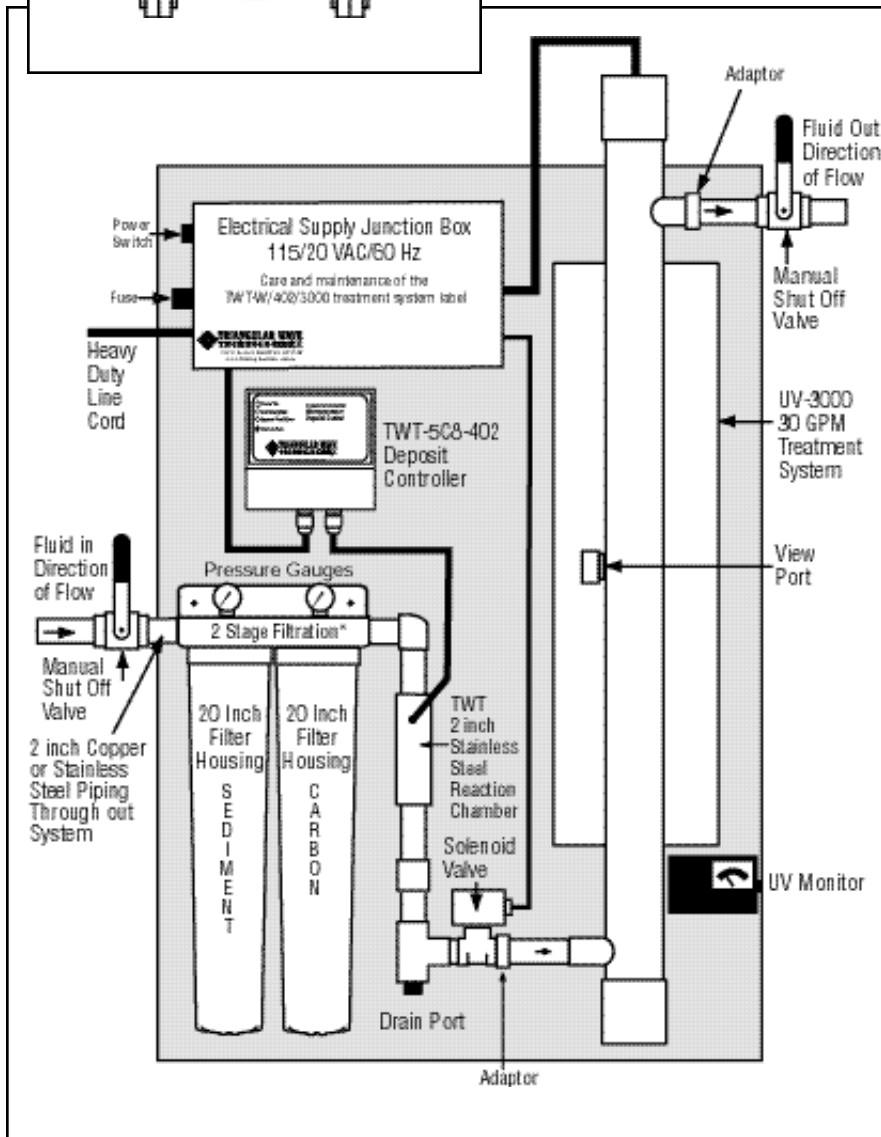 Adaptor
Fluid Out
Direction
of Flow
Power
Switch
Electrical Supply Junction Box
115/20 VAC/60 Hz
Care and maintenance of the
TWT-W/402/3000 treatment system label
Fuse
TRIANGULAR WAVE
TECHNOLOGIES
Manual
Shut Off
Valve
Heavy
Duty
Line
Cord
TWT-5C8-402
Deposit
Controller
TRIANGULAR WAVE
UV-3000
30 GPM
Treatment
System
Fluid in
Direction
of Flow
Pressure Gauges
View
Port
2 Stage Filtration*
Manual
Shut Off
Valve
20 Inch
Filter
Housing
SEDIMENT
20 Inch
Filter
Housing
CARBON
TWT
2 inch
Stainless
Steel
Reaction
Chamber
2 inch Copper
or Stainless
Steel Piping
Through out
System
Solenoid
Valve
UV Monitor
Drain Port
Adaptor